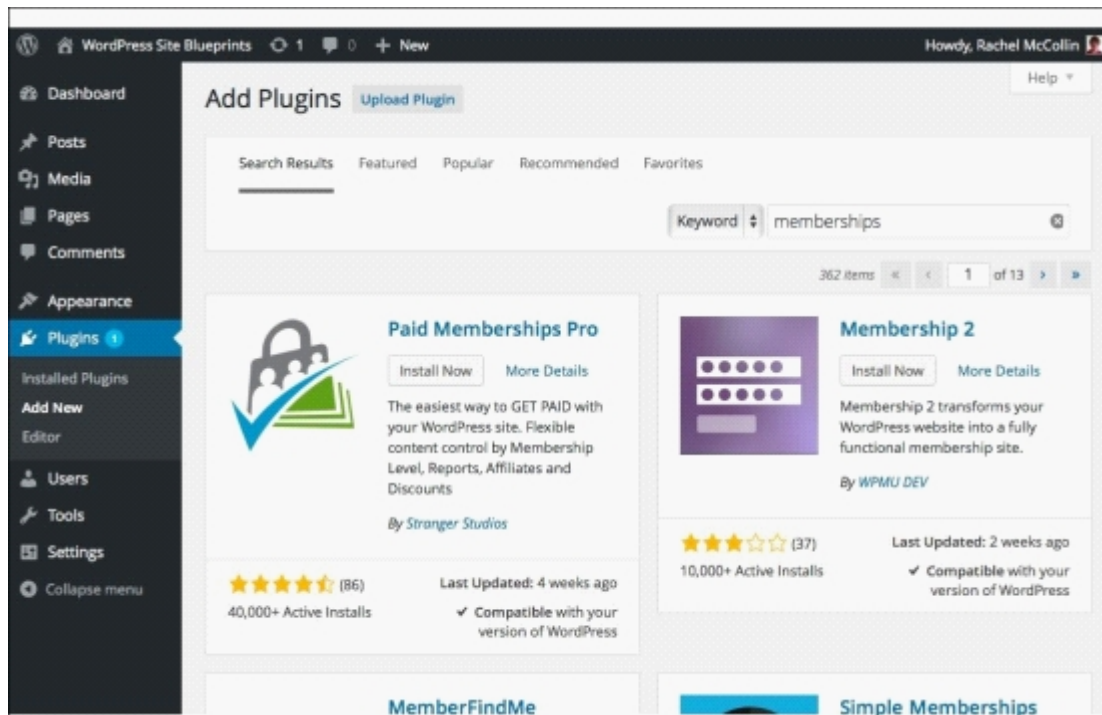 WordPress Site Blueprints 1 0 + New Howdy, Rachel McCollin
Dashboard
Posts
Media
Pages
Comments
Appearance
Plugins 1
Installed Plugins
Add New
Editor
Users
Tools
Settings
Collapse menu
Help
Add Plugins Upload Plugin
Search Results Featured Popular Recommended Favorites
Keyword memberships
362 items « ‹ 1 of 13 › »
Paid Memberships Pro
Install Now More Details
The easiest way to GET PAID with
your WordPress site. Flexible
content control by Membership
Level, Reports, Affiliates and
Discounts
By Stranger Studios
(86)
40,000+ Active Installs
Last Updated: 4 weeks ago
✓ Compatible with your
version of WordPress
Membership 2
Install Now More Details
Membership 2 transforms your
WordPress website into a fully
functional membership site.
By WPMU DEV
(37)
10,000+ Active Installs
Last Updated: 2 weeks ago
✓ Compatible with your
version of WordPress
MemberFindMe
Simple Memberships